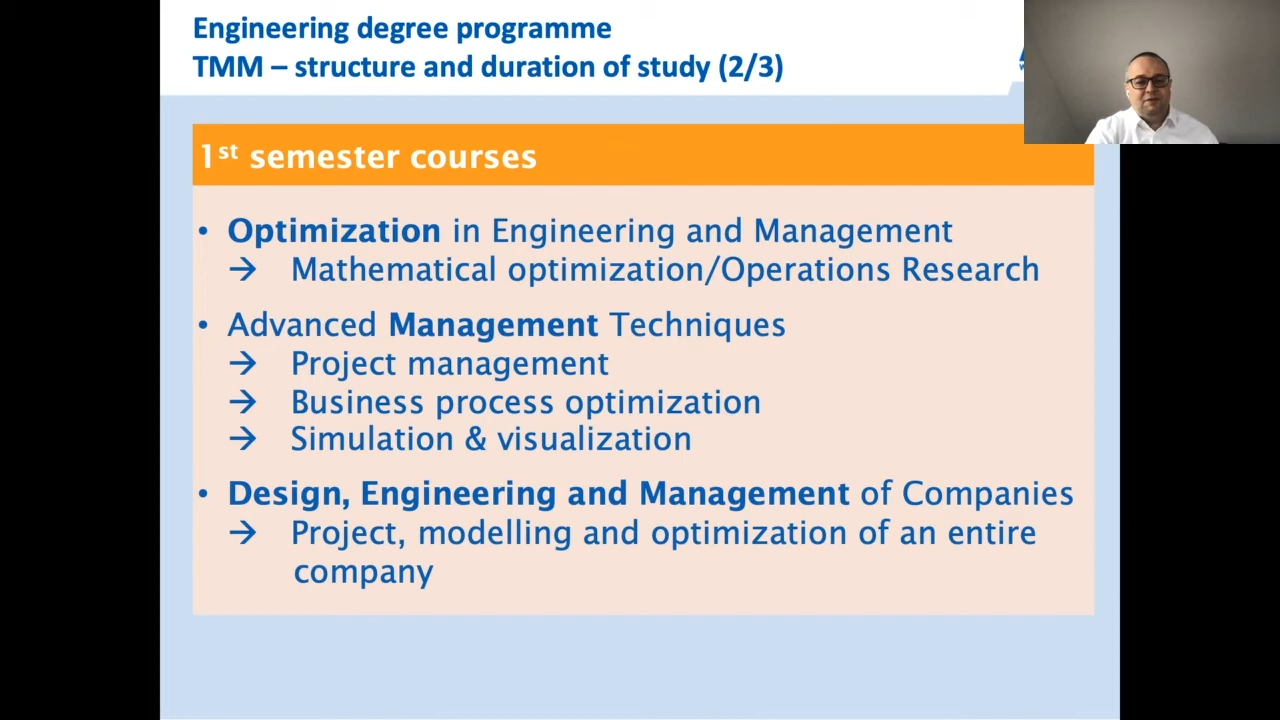 Engineering degree programme
TMM – structure and duration of study (2/3)
1st semester courses
• Optimization in Engineering and Management
→ Mathematical optimization/Operations Research
• Advanced Management Techniques
→ Project management
→ Business process optimization
→ Simulation & visualization
• Design, Engineering and Management of Companies
→ Project, modelling and optimization of an entire
company